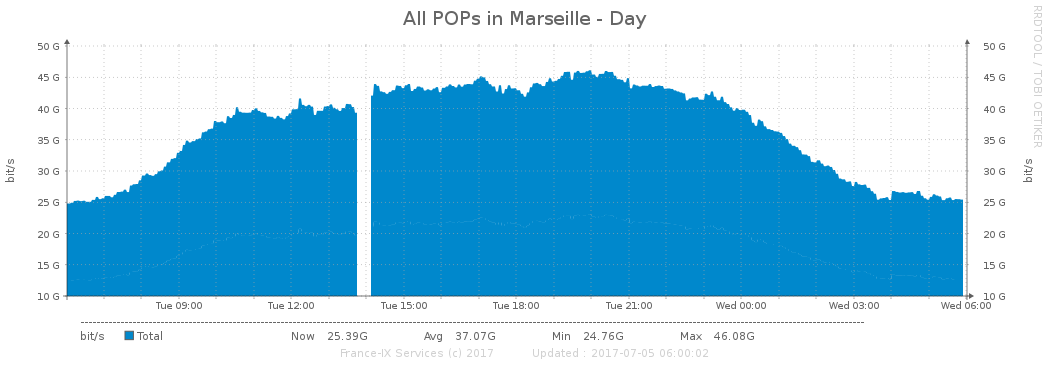 All POPs in Marseille - Day
RRDTOOL / TOBI OETIKER
50 G 50 G
45 G 45 G
40 G 40 G
35 G 35 G
30 G 30 G
25 G 25 G
20 G 20 G
15 G 15 G
10 G 10 G
bit/s bit/s
Tue 09:00 Tue 12:00 Tue 15:00 Tue 18:00 Tue 21:00 Wed 00:00 Wed 03:00 Wed 06:00
bit/s Total Now 25.39G Avg 37.07G Min 24.76G Max 46.08G
France-IX Services (c) 2017 Updated : 2017-07-05 06:00:02